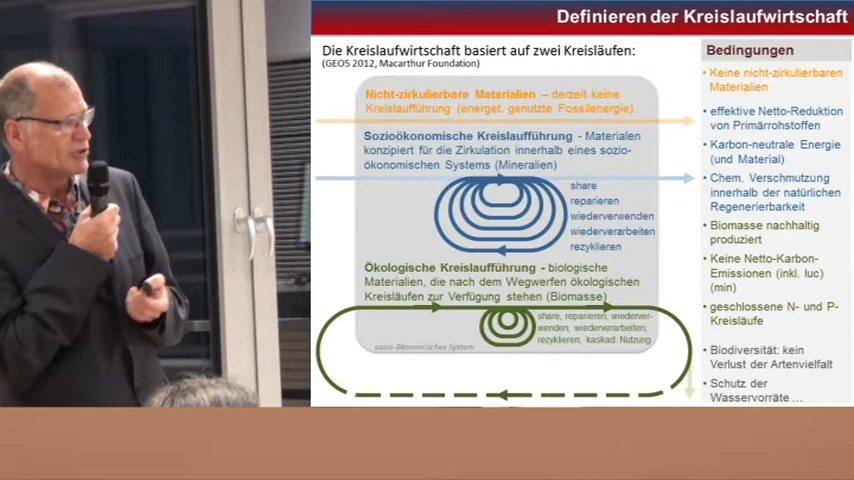 Definieren der Kreislaufwirtschaft
Die Kreislaufwirtschaft basiert auf zwei Kreisläufen:
(GEOS 2012, Macarthur Foundation)
Nicht-zirkulierbare Materialien – derzeit keine
Kreislaufführung (energet. genutzte Fossilenergie)
Sozioökonomische Kreislaufführung - Materialen
konzipiert für die Zirkulation innerhalb eines sozio-
ökonomischen Systems (Mineralien)
share
reparieren
wiederverwenden
wiederverarbeiten
rezyklieren
Ökologische Kreislaufführung - biologische
Materialien, die nach dem Wegwerfen ökologischen
Kreisläufen zur Verfügung stehen (Biomasse)
share, reparieren, wiederver-
wenden, wiederverarbeiten,
rezyklieren, kaskad. Nutzung
sozio-ökonomisches System
Bedingungen
• Keine nicht-zirkulierbaren
Materialien
• effektive Netto-Reduktion
von Primärrohstoffen
• Karbon-neutrale Energie
(und Material)
• Chem. Verschmutzung
innerhalb der natürlichen
Regenerierbarkeit
• Biomasse nachhaltig
produziert
• Keine Netto-Karbon-
Emissionen (inkl. luc)
(min)
• geschlossene N- und P-
Kreisläufe
• Biodiversität: kein
Verlust der Artenvielfalt
• Schutz der
Wasservorräte ...